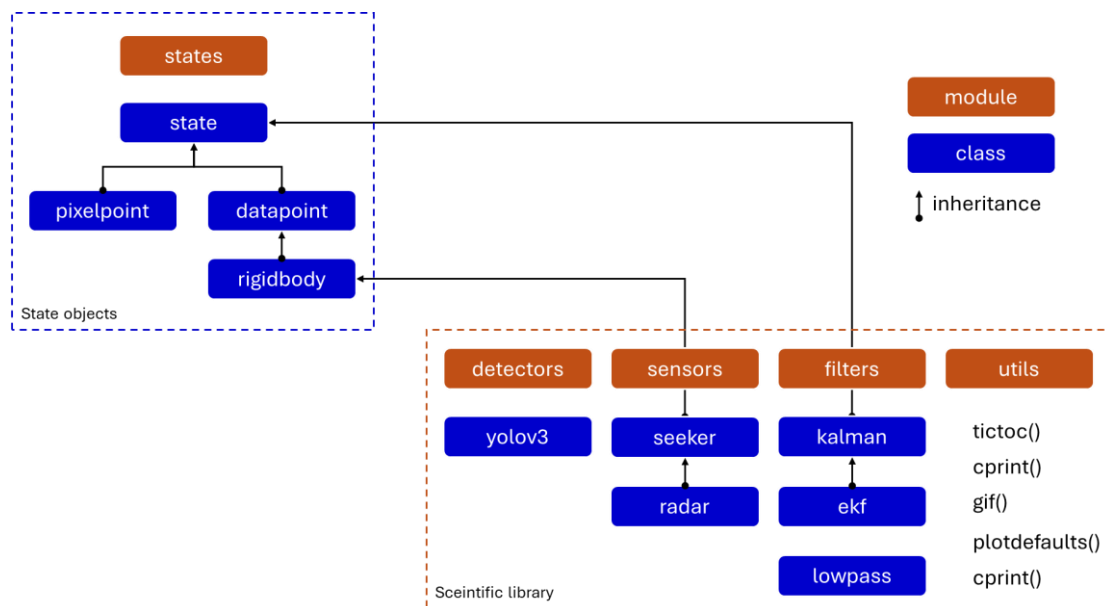 states
state
pixelpoint
datapoint
rigidbody
State objects
module
class
inheritance
detectors
sensors
filters
utils
yolov3
seeker
kalman
radar
ekf
lowpass
tictoc()
cprint()
gif()
plotdefaults()
cprint()
Sceintific library